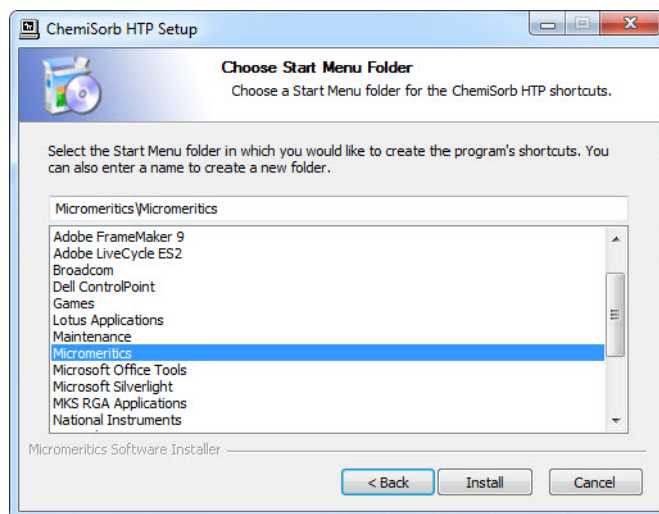 ChemiSorb HTP Setup
Choose Start Menu Folder
Choose a Start Menu folder for the ChemiSorb HTP shortcuts.
Select the Start Menu folder in which you would like to create the program's shortcuts. You
can also enter a name to create a new folder.
Micromeritics\Micromeritics
Adobe FrameMaker 9
Adobe LiveCycle ES2
Broadcom
Dell ControlPoint
Games
Lotus Applications
Maintenance
Micromeritics
Microsoft Office Tools
Microsoft Silverlight
MKS RGA Applications
National Instruments
Micromeritics Software Installer
< Back
Install
Cancel